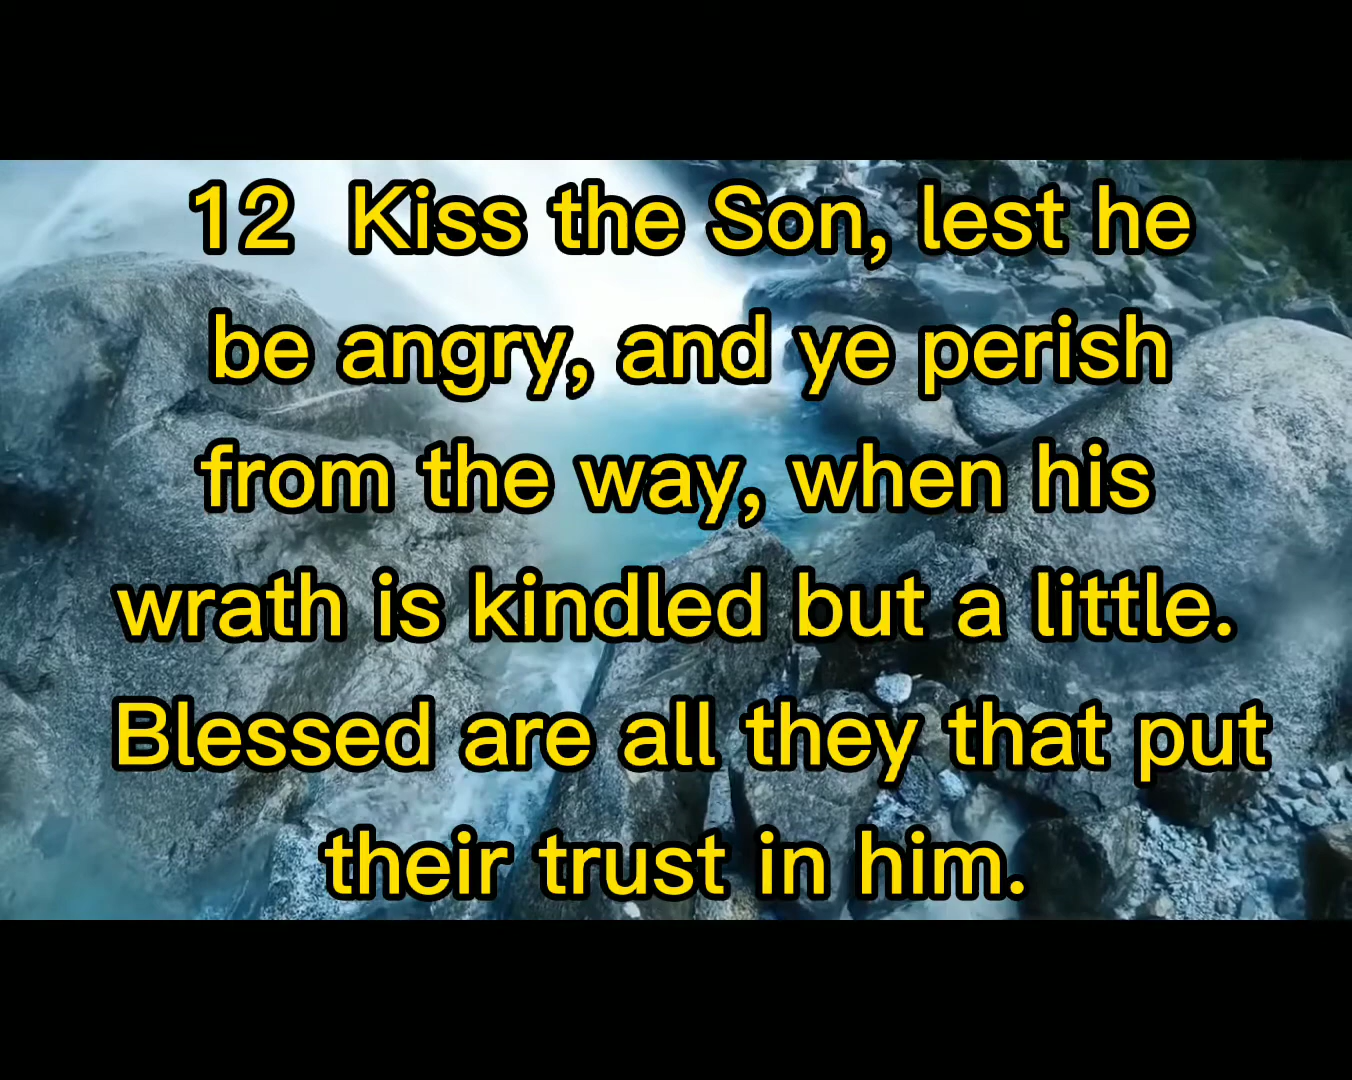 12 Kiss the Son, lest he
be angry, and ye perish
from the way, when his
wrath is kindled but a little.
Blessed are all they that put
their trust in him.